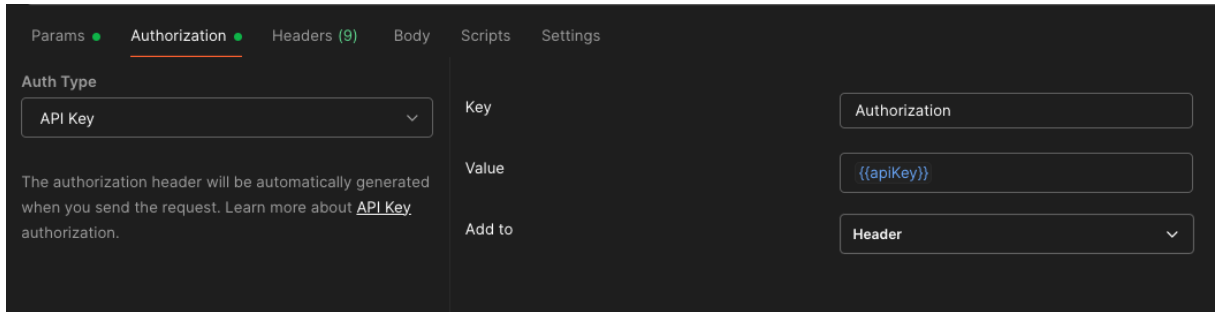 Params Authorization Headers (9) Body Scripts Settings
Auth Type
API Key
The authorization header will be automatically generated
when you send the request. Learn more about API Key
authorization.
Key
Authorization
Value
{{apiKey}}
Add to
Header